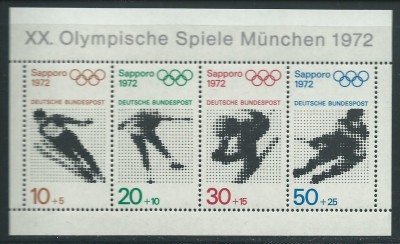 XX. Olympische Spiele München 1972
Sapporo
1972
DEUTSCHE BUNDESPOST
10+5
Sapporo
1972
DEUTSCHE BUNDESPOST
20+10
Sapporo
1972
DEUTSCHE BUNDESPOST
30+15
Sapporo
1972
DEUTSCHE BUNDESPOST
50+25